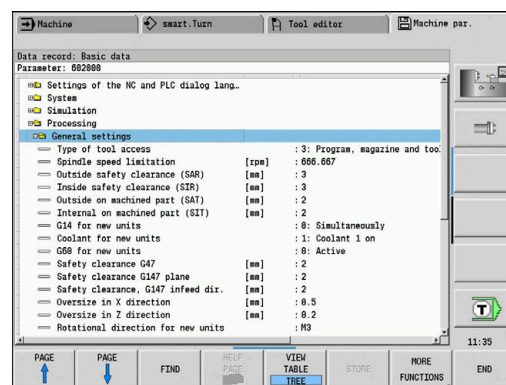 Machine smart.Turn Tool editor Machine par.
Data record: Basic data
Parameter: 602000
Settings of the NC and PLC dialog lang…
System
Simulation
Processing
General settings
Type of tool access : 3: Program, magazine and too
Spindle speed limitation [rpm] : 666.667
Outside safety clearance (SAR) [mm] : 3
Inside safety clearance (SIR) [mm] : 3
Outside on machined part (SAT) [mm] : 2
Internal on machined part (SIT) [mm] : 2
G14 for new units : 0: Simultaneously
Coolant for new units : 1: Coolant 1 on
G60 for new units : 0: Active
Safety clearance G47 [mm] : 2
Safety clearance G147 plane [mm] : 2
Safety clearance, G147 infeed dir. [mm] : 2
Oversize in X direction [mm] : 0.5
Oversize in Z direction [mm] : 0.2
Rotational direction for new units : M3
T
11:35
PAGE PAGE FIND HELP PAGE VIEW TABLE TREE STORE MORE FUNCTIONS END